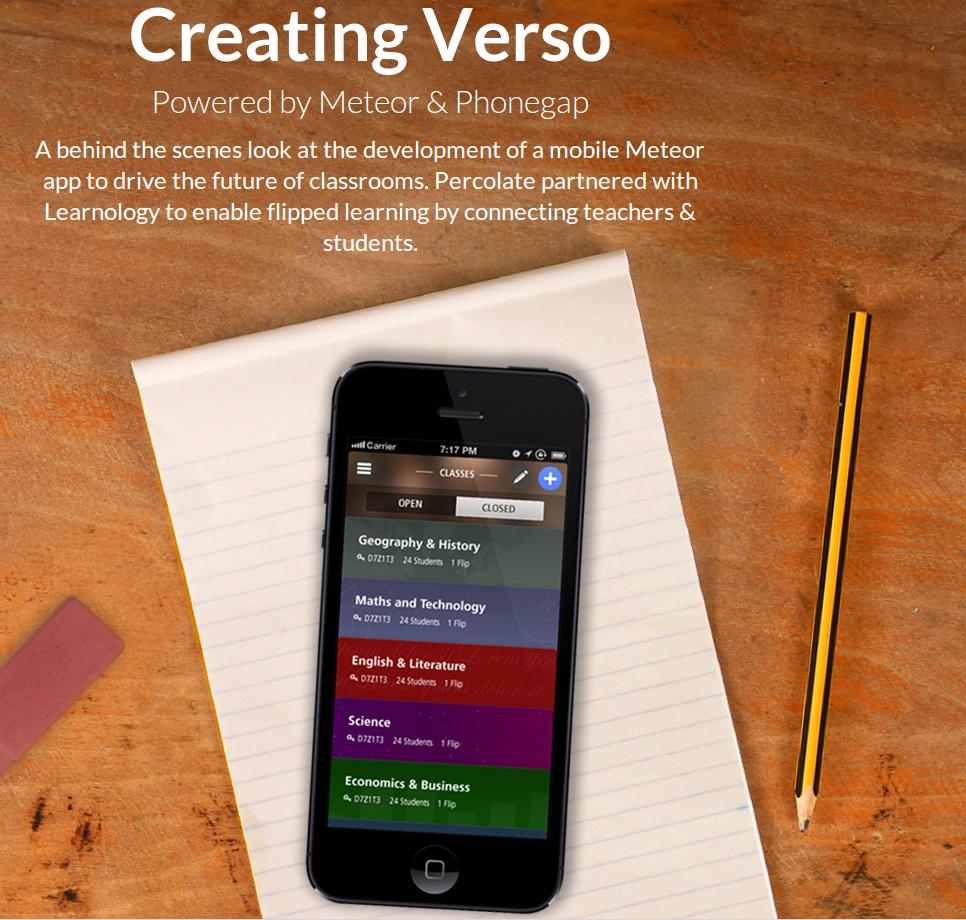 Creating Verso
Powered by Meteor & Phonegap
A behind the scenes look at the development of a mobile Meteor
app to drive the future of classrooms. Percolate partnered with
Learnology to enable flipped learning by connecting teachers &
students.
Carrier 7:17 PM
CLASSES
OPEN CLOSED
Geography & History
D7Z1T3 24 Students 1 Flip
Maths and Technology
D7Z1T3 24 Students 1 Flip
English & Literature
D7Z1T3 24 Students 1 Flip
Science
D7Z1T3 24 Students 1 Flip
Economics & Business
D7Z1T3 24 Students 1 Flip